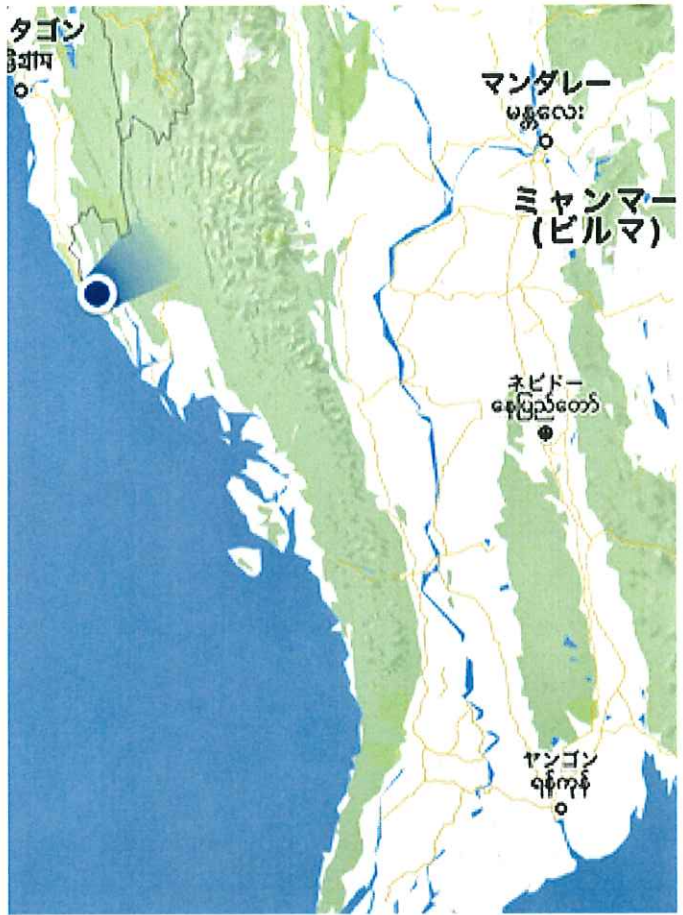 タゴン
マンダレー
မန္တလေး
ミャンマー
(ビルマ)
ネピドー
နေပြည်တော်
ヤンゴン
ရန်ကုန်